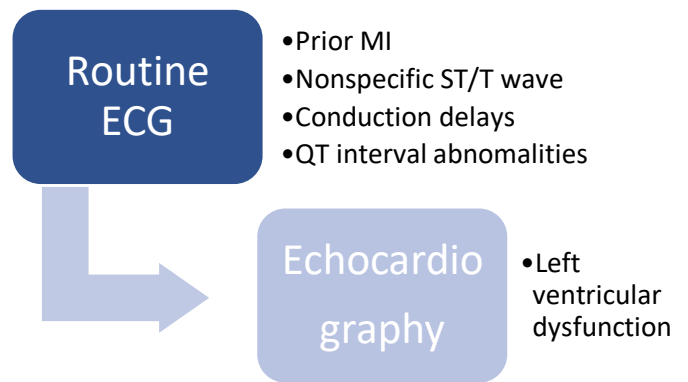 Routine
ECG
•Prior MI
•Nonspecific ST/T wave
•Conduction delays
•QT interval abnomalities
Echocardio
graphy
•Left
ventricular
dysfunction